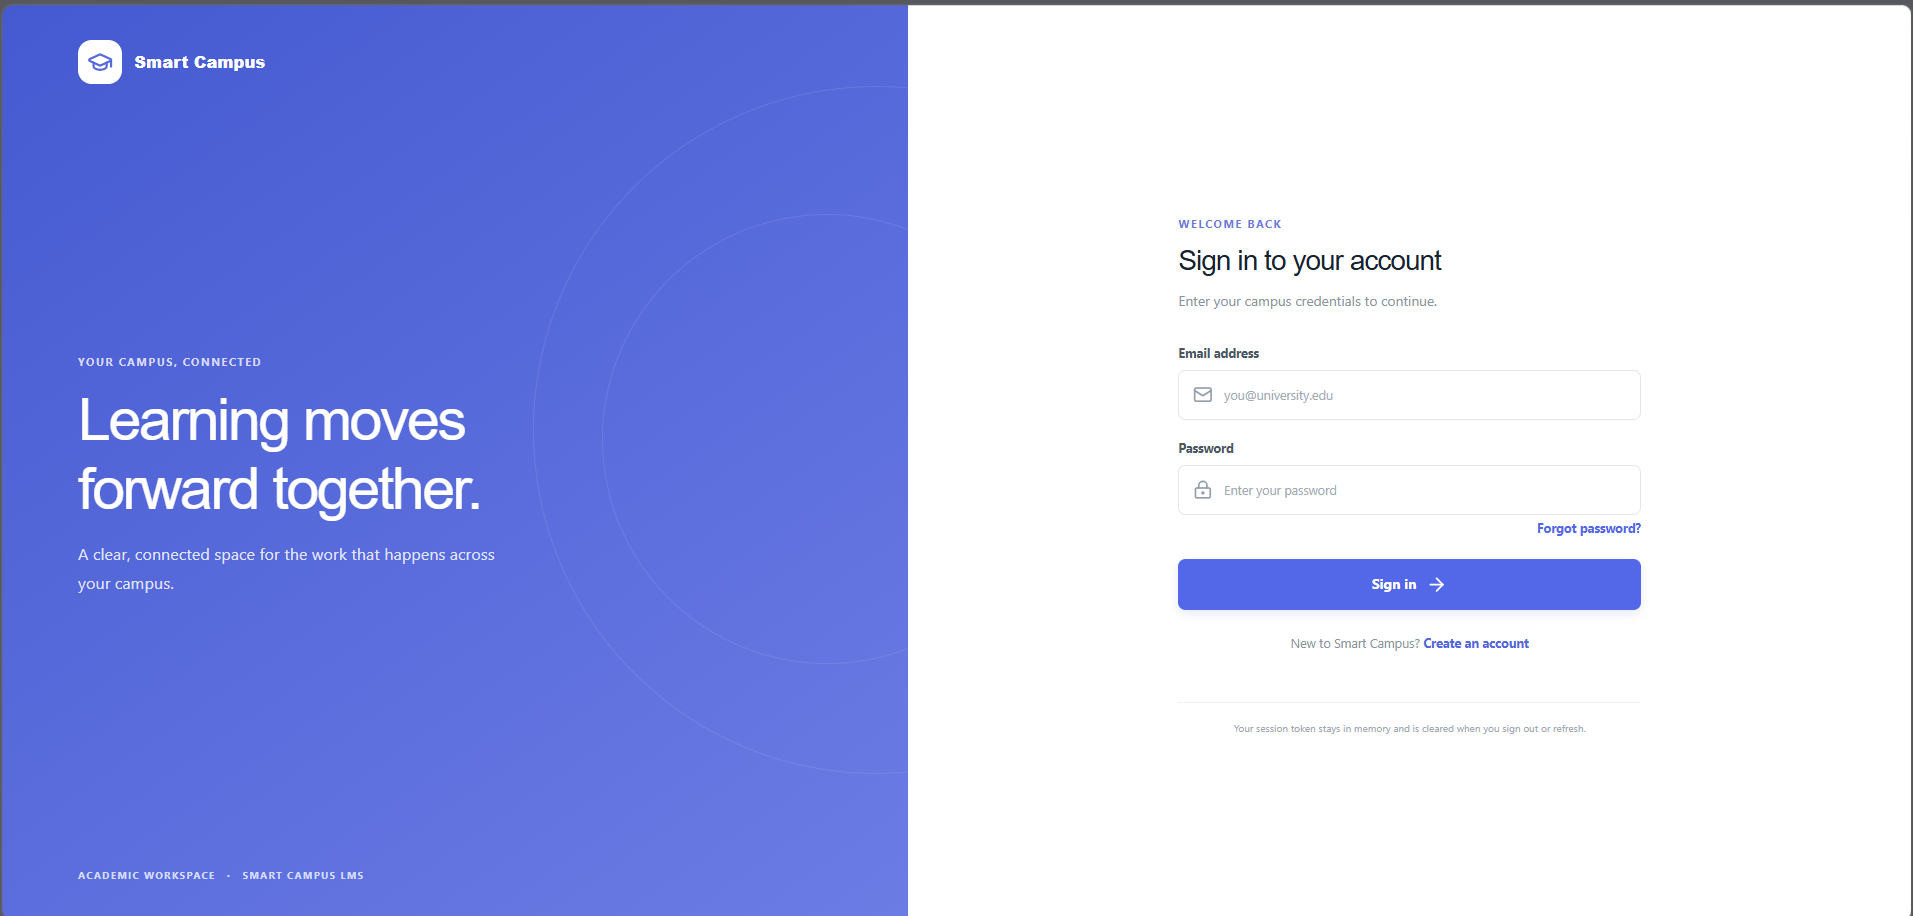 Smart Campus
YOUR CAMPUS, CONNECTED
Learning moves
forward together.
A clear, connected space for the work that happens across
your campus.
ACADEMIC WORKSPACE · SMART CAMPUS LMS
WELCOME BACK
Sign in to your account
Enter your campus credentials to continue.
Email address
you@university.edu
Password
Enter your password
Forgot password?
Sign in →
New to Smart Campus? Create an account
Your session token stays in memory and is cleared when you sign out or refresh.